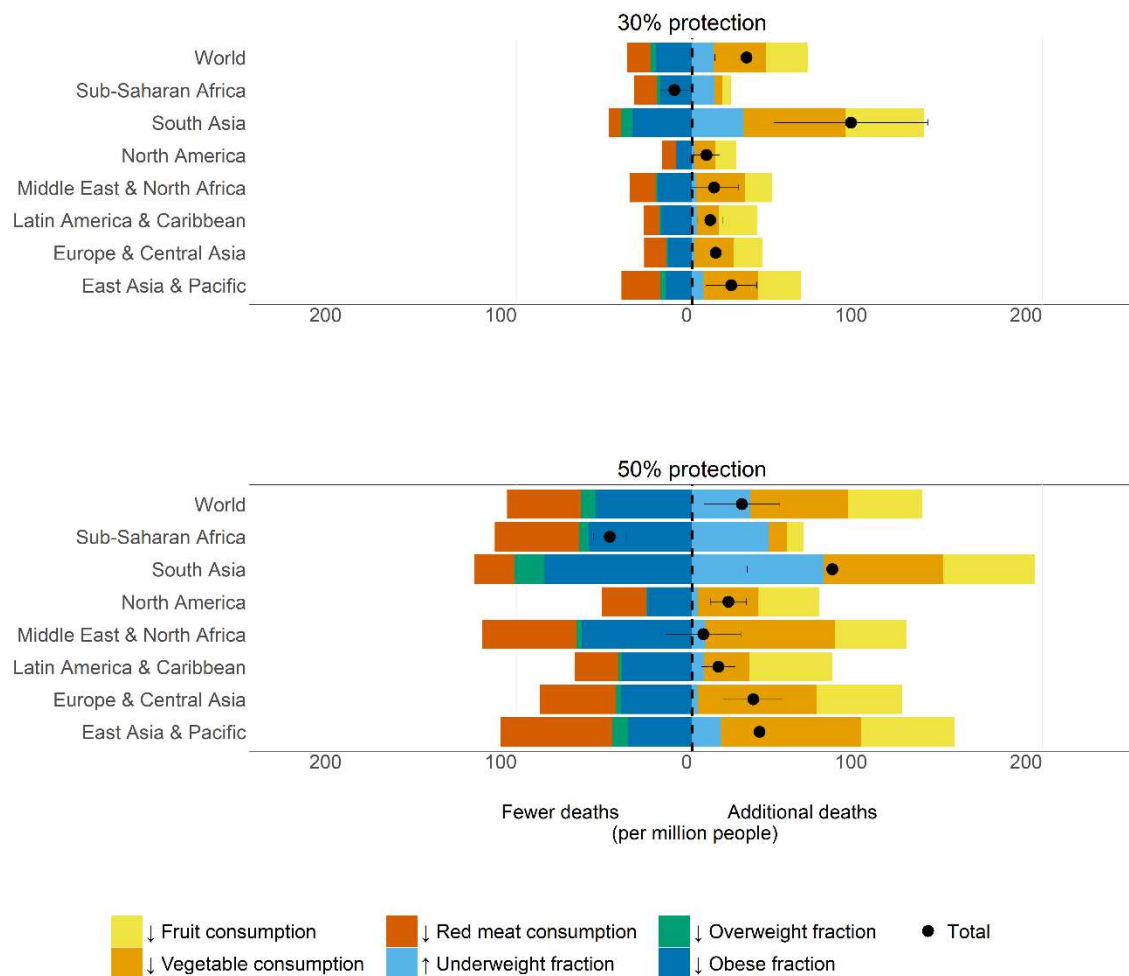 30% protection
World
Sub-Saharan Africa
South Asia
North America
Middle East & North Africa
Latin America & Caribbean
Europe & Central Asia
East Asia & Pacific
200 100 0 100 200
50% protection
World
Sub-Saharan Africa
South Asia
North America
Middle East & North Africa
Latin America & Caribbean
Europe & Central Asia
East Asia & Pacific
200 100 0 100 200
Fewer deaths Additional deaths
(per million people)
↓ Fruit consumption ↓ Red meat consumption ↓ Overweight fraction Total
↓ Vegetable consumption ↑ Underweight fraction ↓ Obese fraction